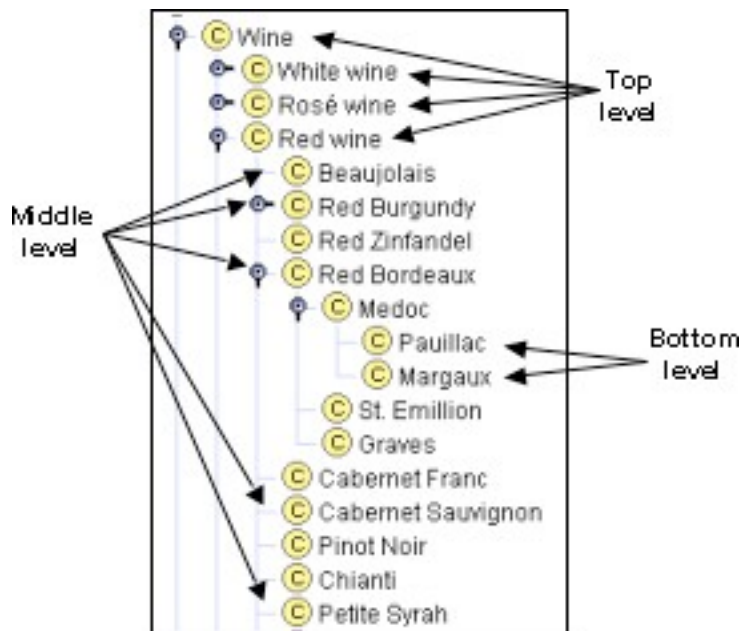 Wine
White wine
Rosé wine
Red wine
Beaujolais
Red Burgundy
Red Zinfandel
Red Bordeaux
Medoc
Pauillac
Margaux
St. Emillion
Graves
Cabernet Franc
Cabernet Sauvignon
Pinot Noir
Chianti
Petite Syrah
Top
level
Middle
level
Bottom
level